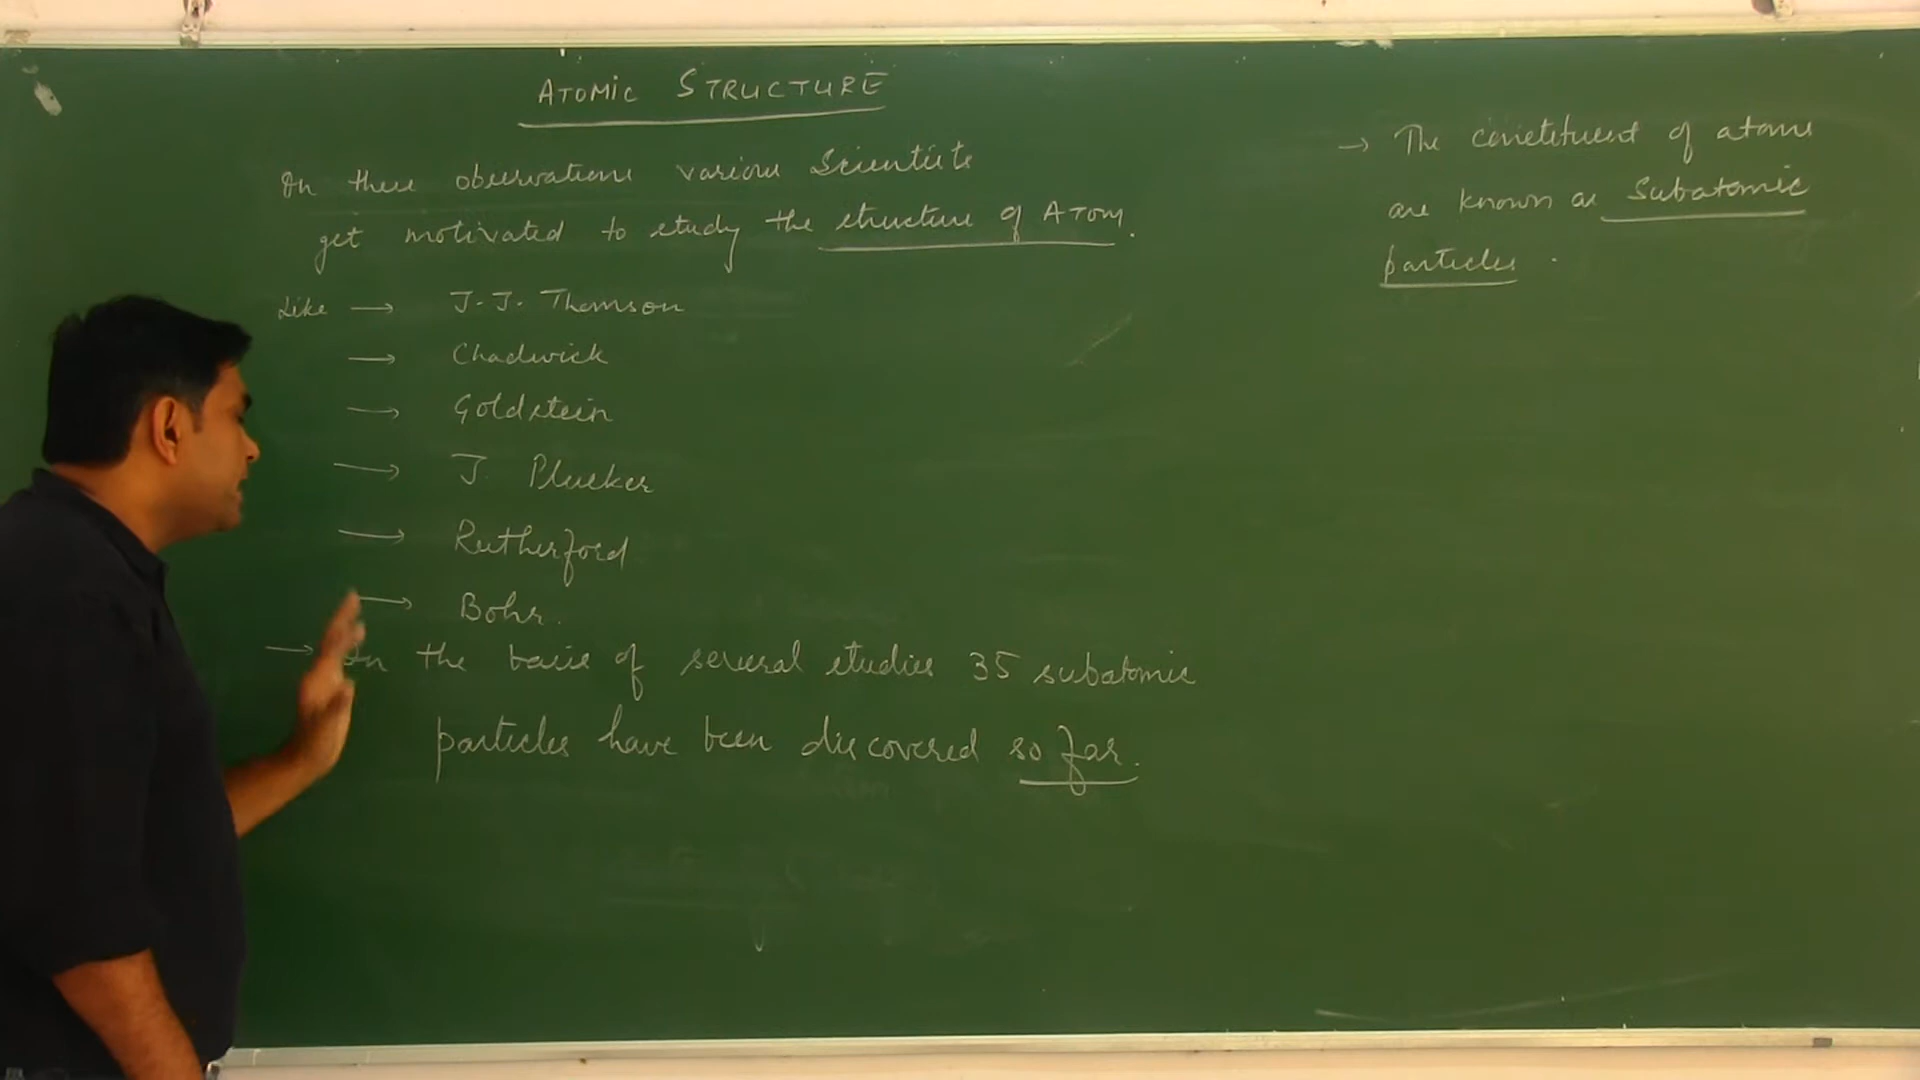 ATOMIC STRUCTURE
On these observations various Scientists
get motivated to study the structure of ATOM.
Like → J.J. Thomson
→ Chadwick
→ Goldstein
→ J. Plucker
→ Rutherford
→ Bohr.
→ On the basis of several studies 35 subatomic
particles have been discovered so far.
→ The constituent of atoms
are known as Subatomic
particles.